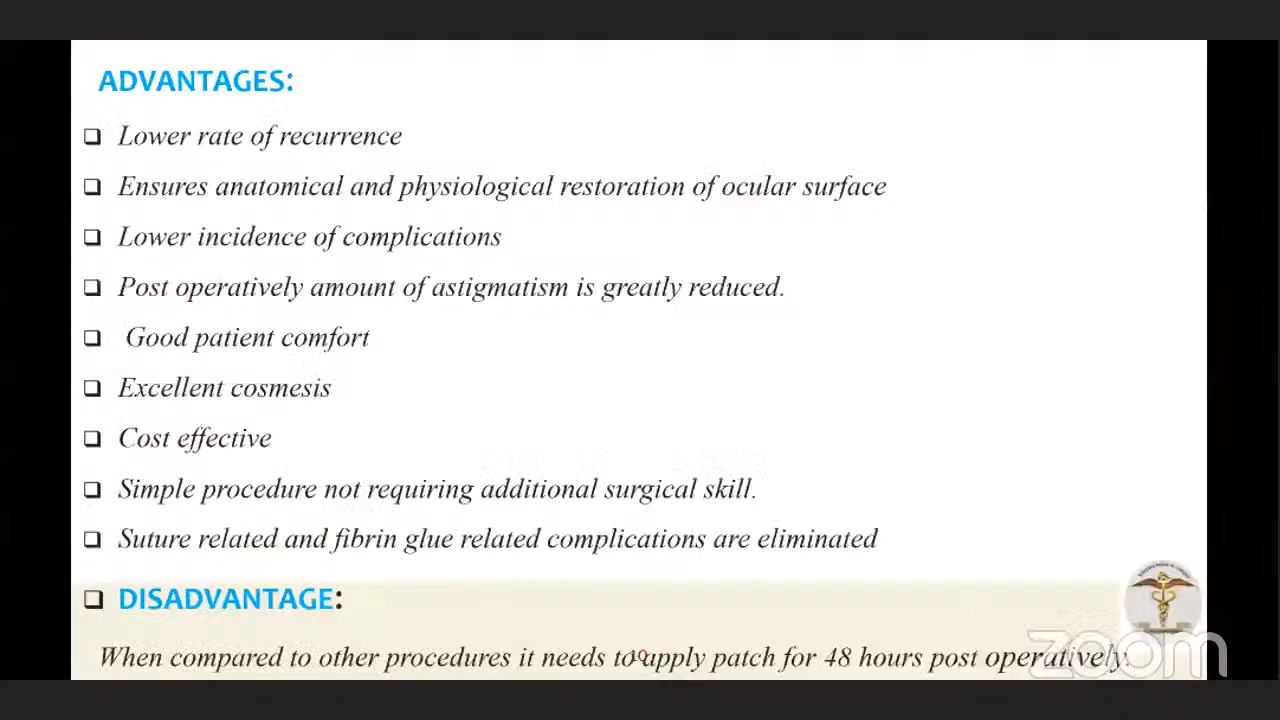 ADVANTAGES:
❑ Lower rate of recurrence
❑ Ensures anatomical and physiological restoration of ocular surface
❑ Lower incidence of complications
❑ Post operatively amount of astigmatism is greatly reduced.
❑ Good patient comfort
❑ Excellent cosmesis
❑ Cost effective
❑ Simple procedure not requiring additional surgical skill.
❑ Suture related and fibrin glue related complications are eliminated
❑ DISADVANTAGE:
When compared to other procedures it needs to apply patch for 48 hours post operatively.
10
zoom